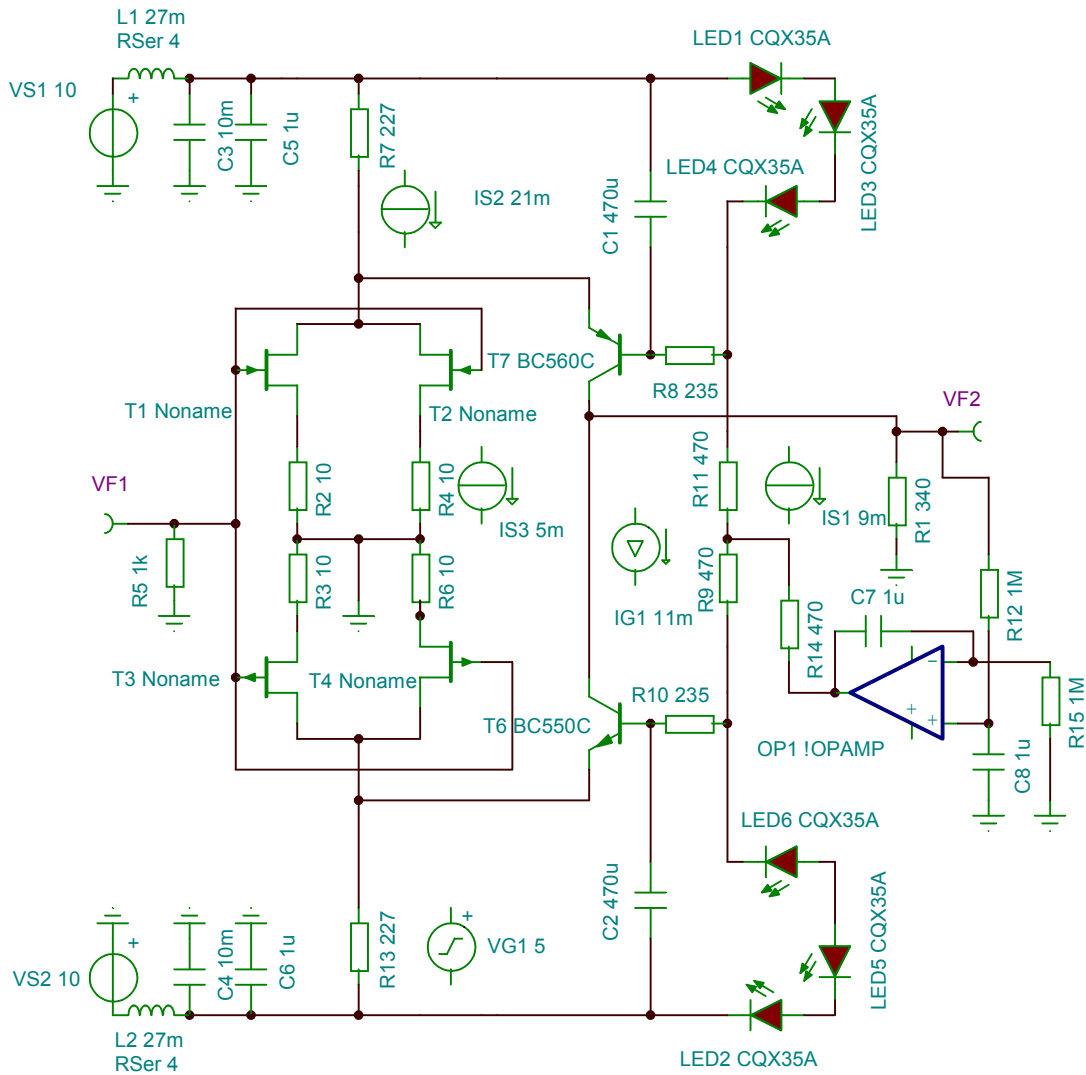 L1 27m
RSer 4
LED1 CQX35A
VS1 10
+
C3 10m
C5 1u
R7 227
LED3 CQX35A
LED4 CQX35A
IS2 21m
C1 470u
T7 BC560C
R8 235
T1 Noname
T2 Noname
VF2
VF1
R2 10
R4 10
R11 470
IS3 5m
IS1 9m
R1 340
R5 1k
R3 10
R6 10
IG1 11m
R9 470
C7 1u
R12 1M
R14 470
T3 Noname
T4 Noname
R10 235
T6 BC550C
–
+
+
R15 1M
OP1 !OPAMP
C8 1u
LED6 CQX35A
C2 470u
LED5 CQX35A
VS2 10
+
C4 10m
C6 1u
R13 227
+
VG1 5
L2 27m
RSer 4
LED2 CQX35A